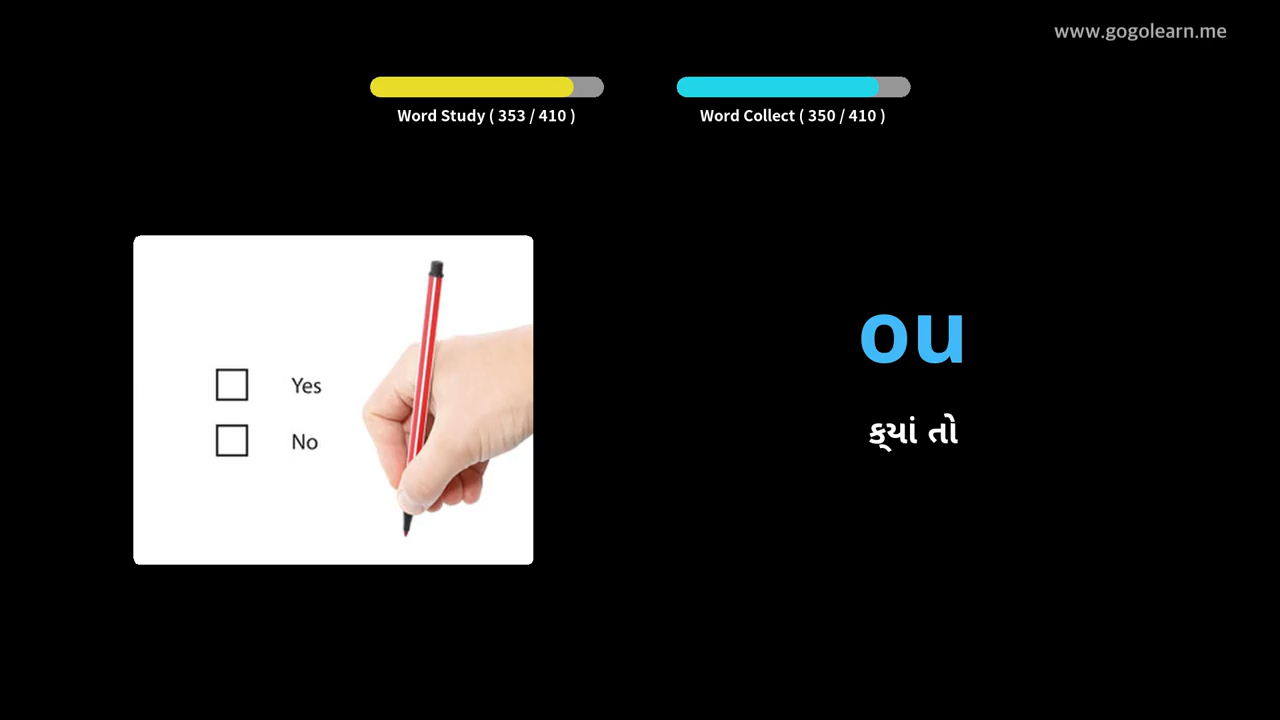 www.gogolearn.me
Word Study ( 353 / 410 )
Word Collect ( 350 / 410 )
Yes
No
ou
ક્યાં તો